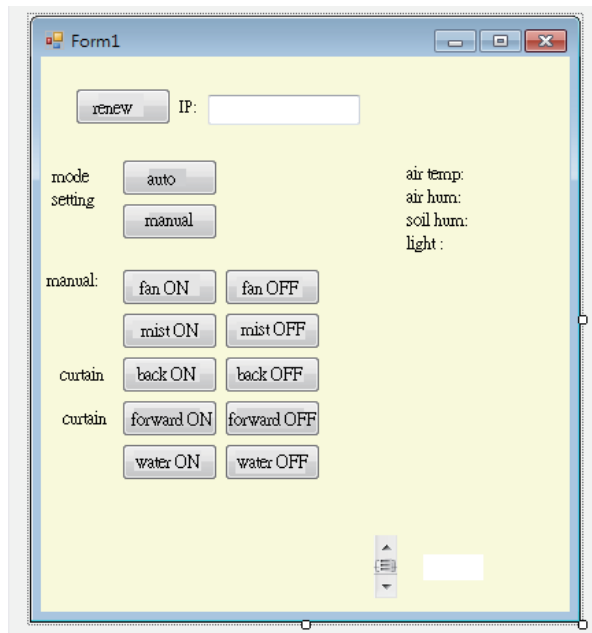 Form1
renew IP:
mode
setting
auto
manual
air temp:
air hum:
soil hum:
light :
manual:
fan ON fan OFF
mist ON mist OFF
curtain back ON back OFF
curtain forward ON forward OFF
water ON water OFF